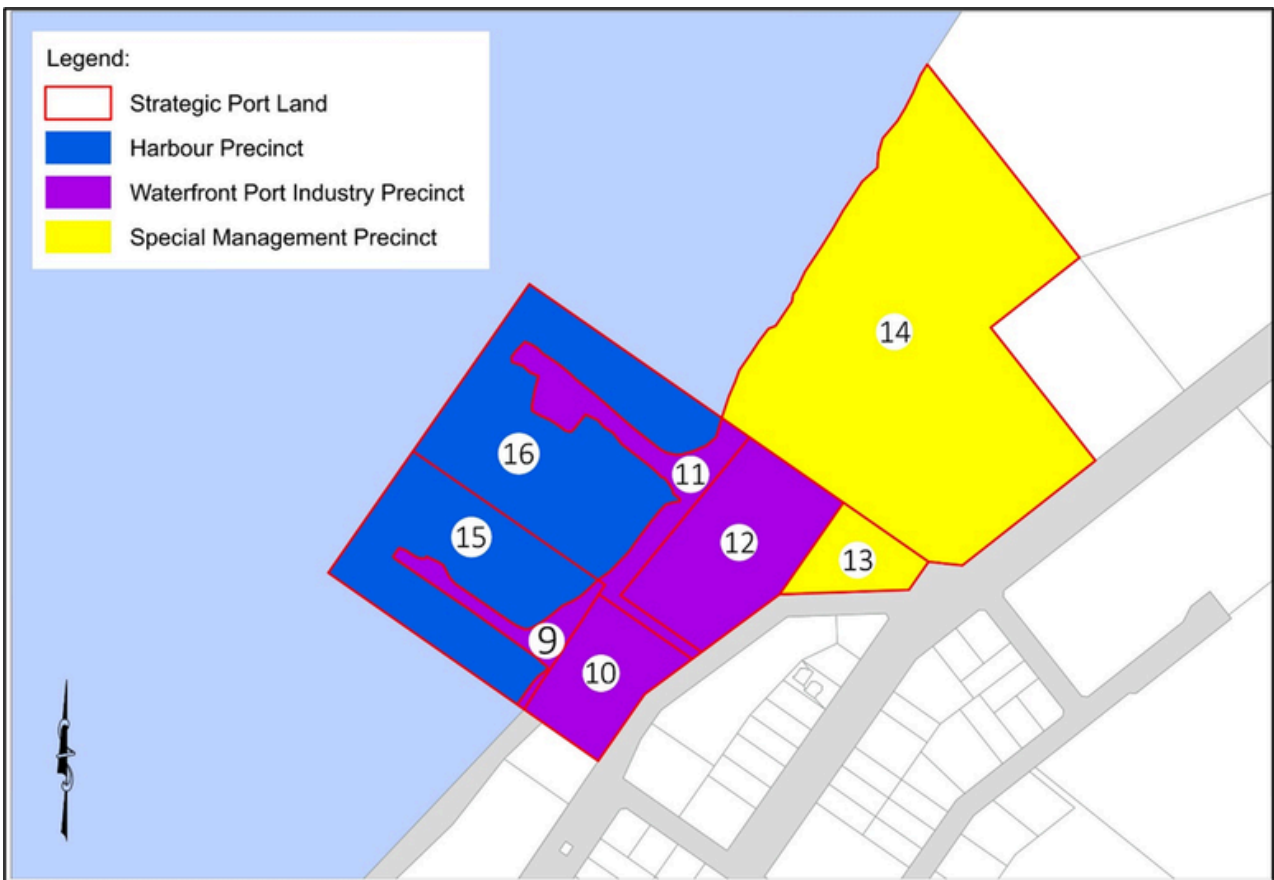 Legend:
Strategic Port Land
Harbour Precinct
Waterfront Port Industry Precinct
Special Management Precinct
14
16
11
15
12
13
9
10